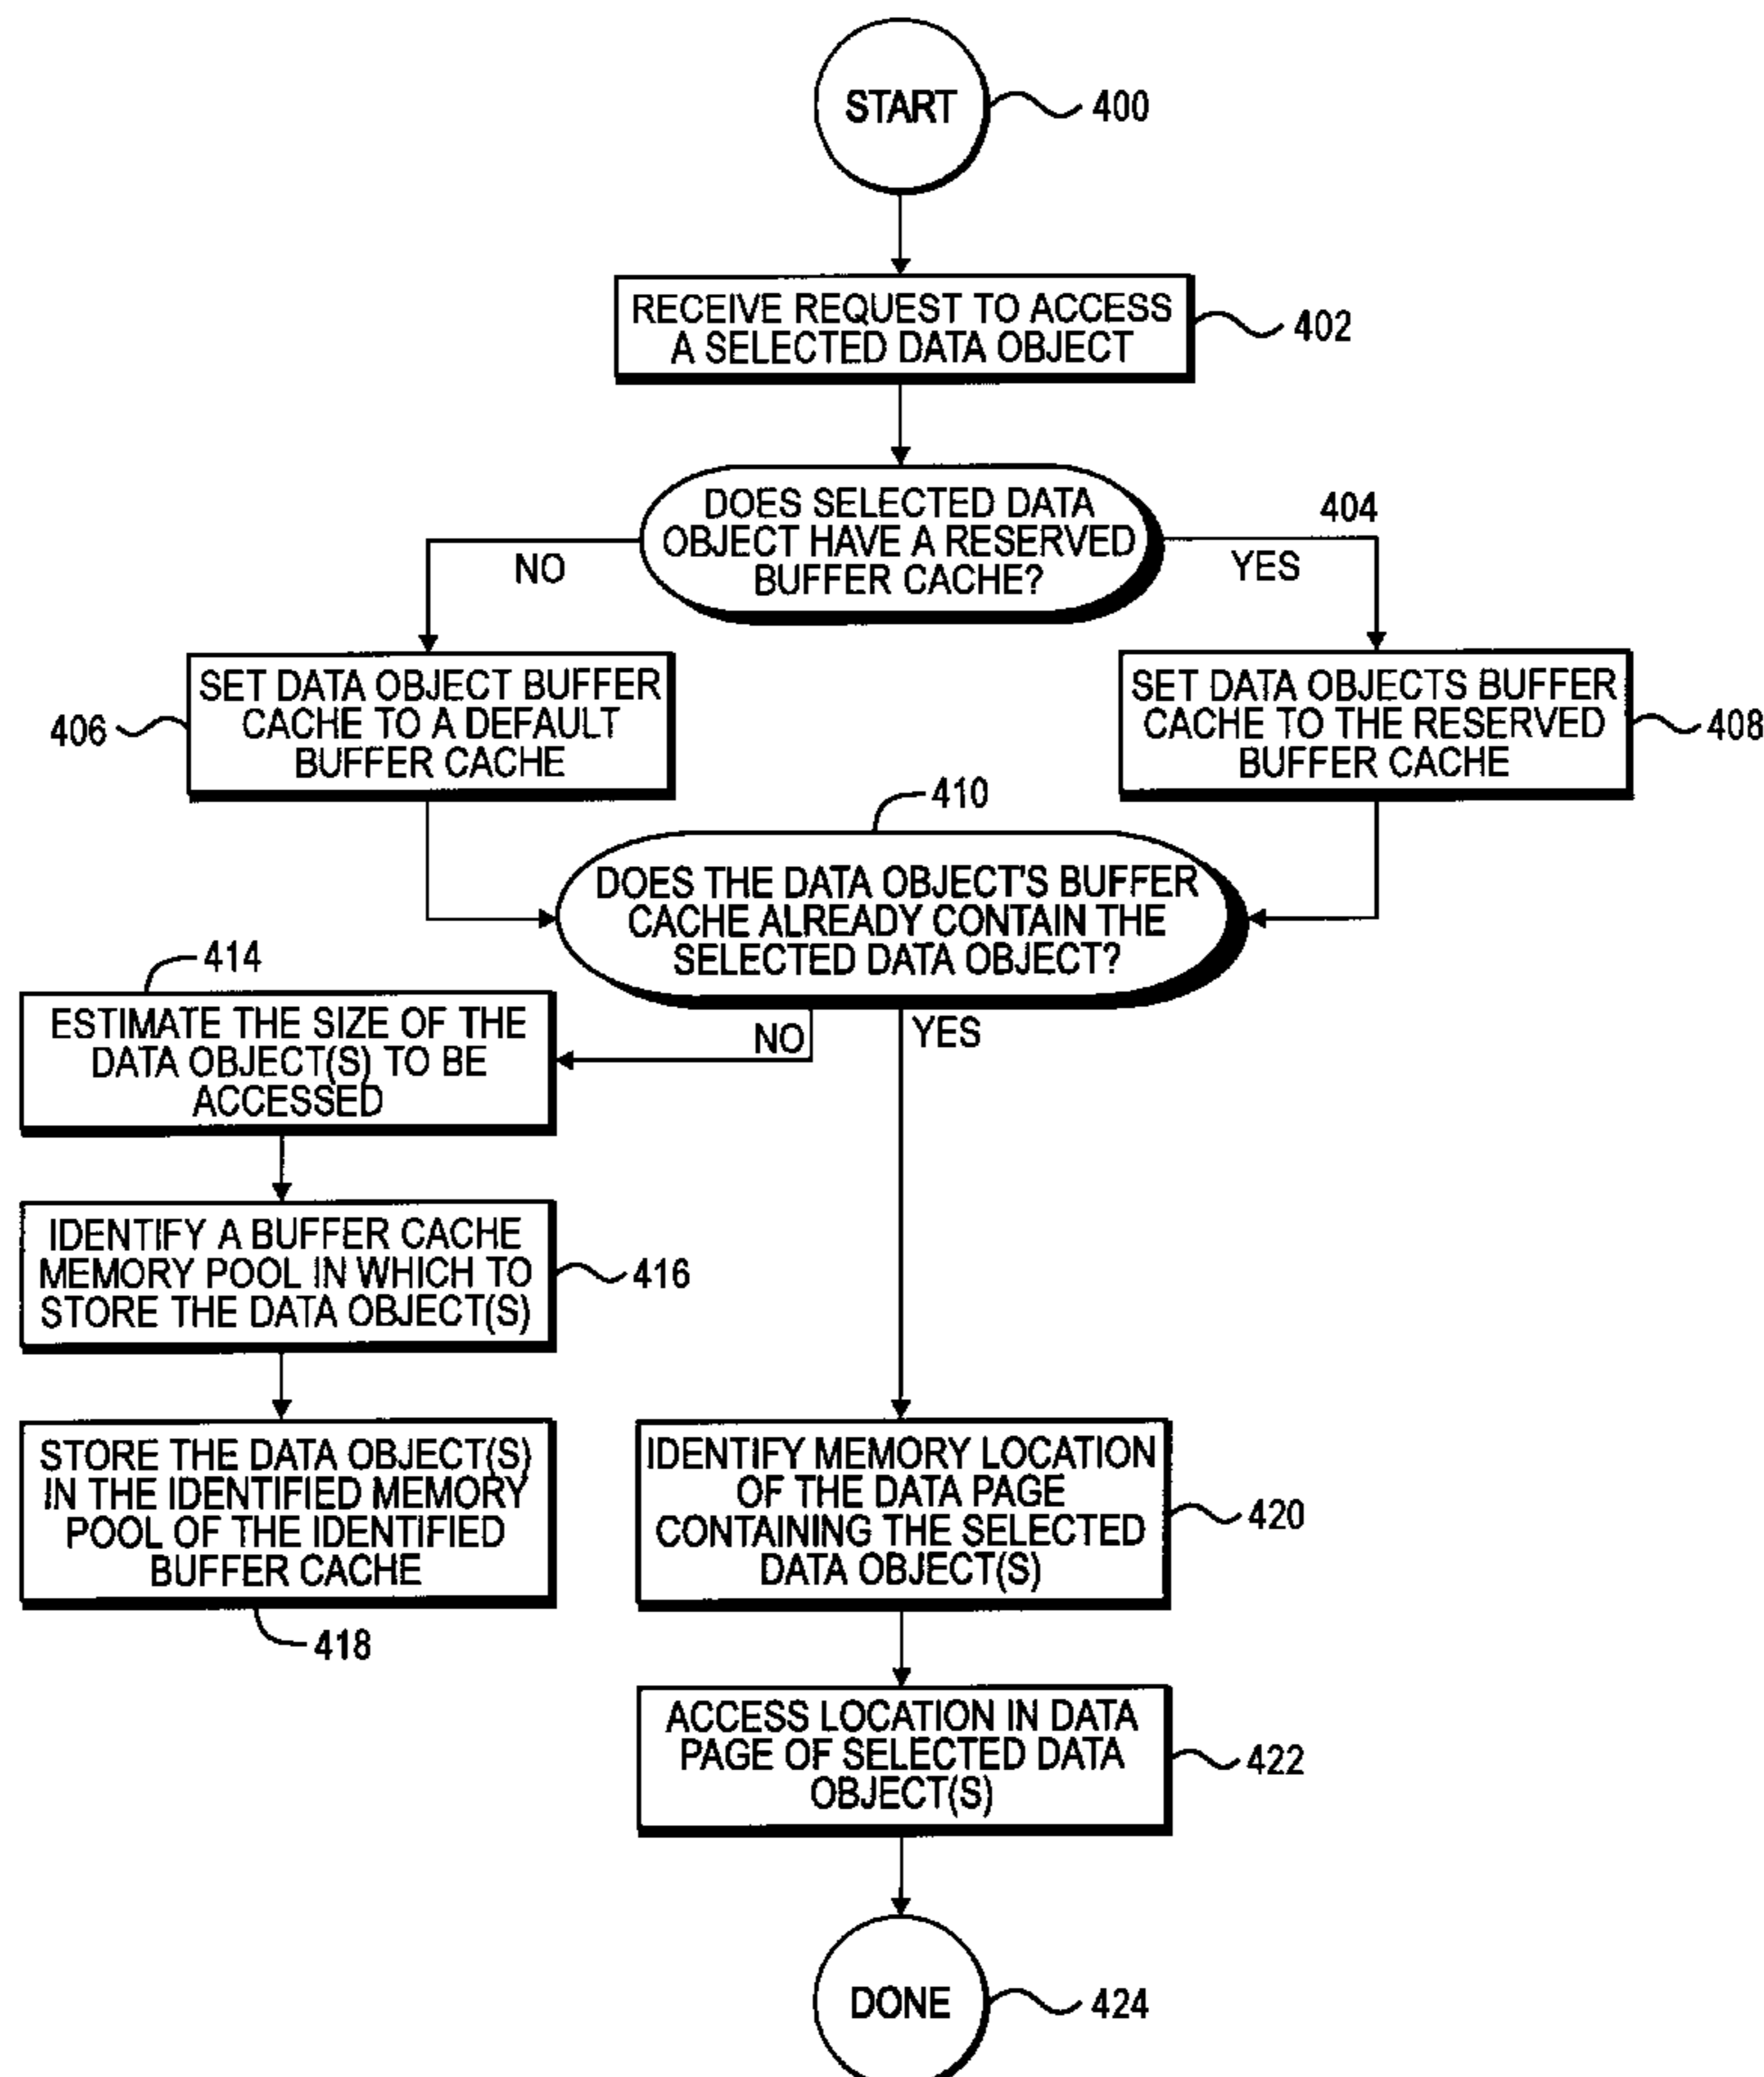 START
400
RECEIVE REQUEST TO ACCESS
A SELECTED DATA OBJECT
402
DOES SELECTED DATA
OBJECT HAVE A RESERVED
BUFFER CACHE?
404
NO
YES
SET DATA OBJECT BUFFER
CACHE TO A DEFAULT
BUFFER CACHE
406
SET DATA OBJECTS BUFFER
CACHE TO THE RESERVED
BUFFER CACHE
408
410
DOES THE DATA OBJECT'S BUFFER
CACHE ALREADY CONTAIN THE
SELECTED DATA OBJECT?
NO
YES
414
ESTIMATE THE SIZE OF THE
DATA OBJECT(S) TO BE
ACCESSED
IDENTIFY A BUFFER CACHE
MEMORY POOL IN WHICH TO
STORE THE DATA OBJECT(S)
416
STORE THE DATA OBJECT(S)
IN THE IDENTIFIED MEMORY
POOL OF THE IDENTIFIED
BUFFER CACHE
418
IDENTIFY MEMORY LOCATION
OF THE DATA PAGE
CONTAINING THE SELECTED
DATA OBJECT(S)
420
ACCESS LOCATION IN DATA
PAGE OF SELECTED DATA
OBJECT(S)
422
DONE
424